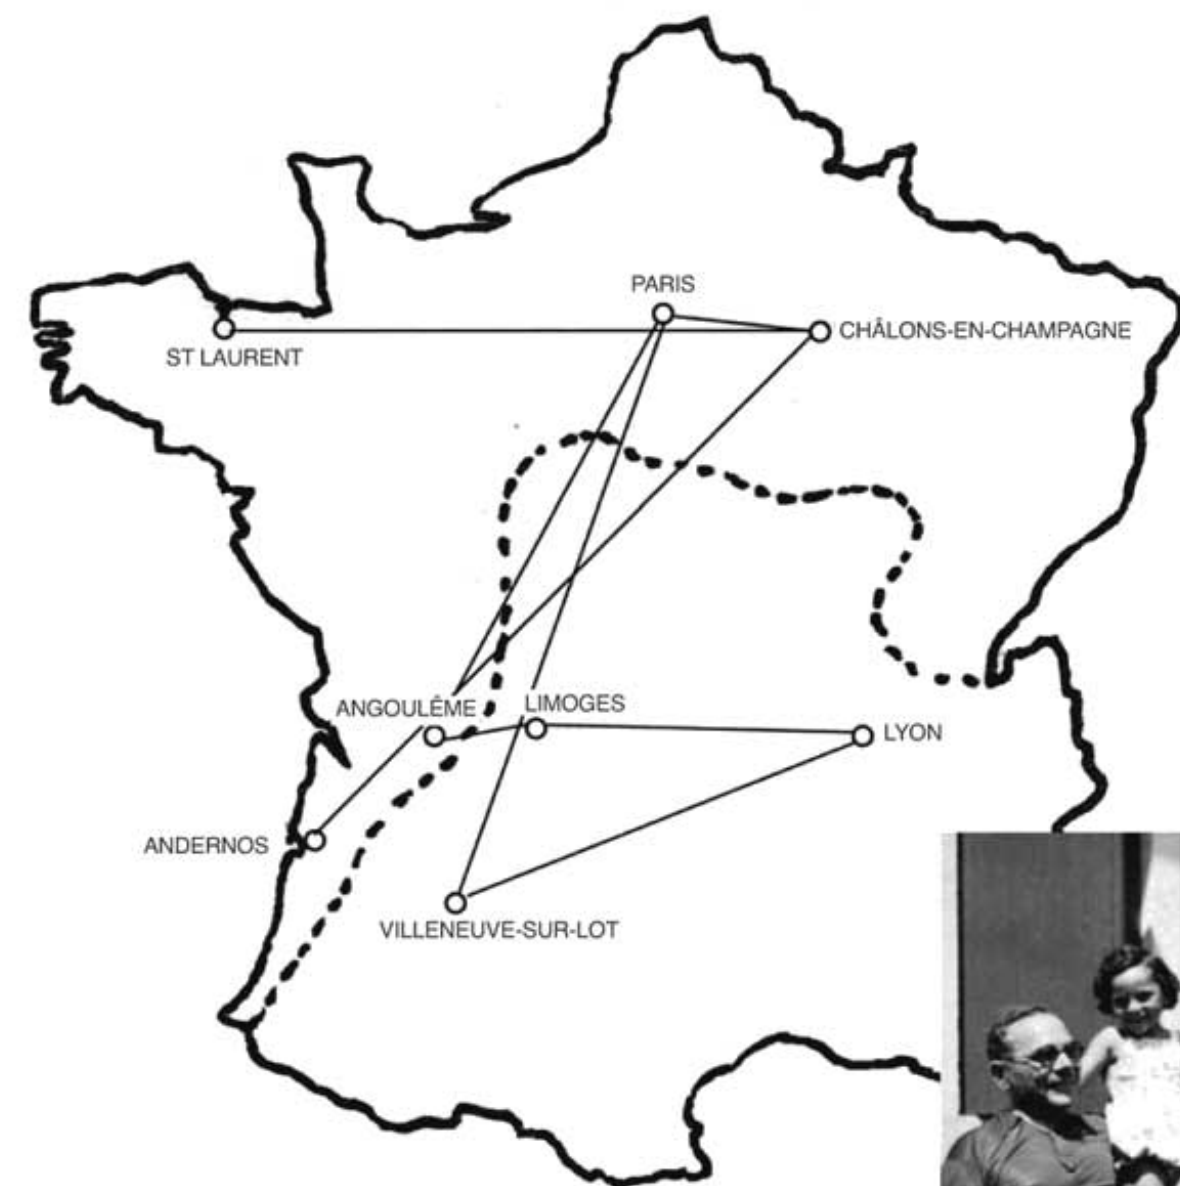 PARIS
CHÂLONS-EN-CHAMPAGNE
ST LAURENT
LIMOGES
ANGOULÊME
LYON
ANDERNOS
VILLENEUVE-SUR-LOT